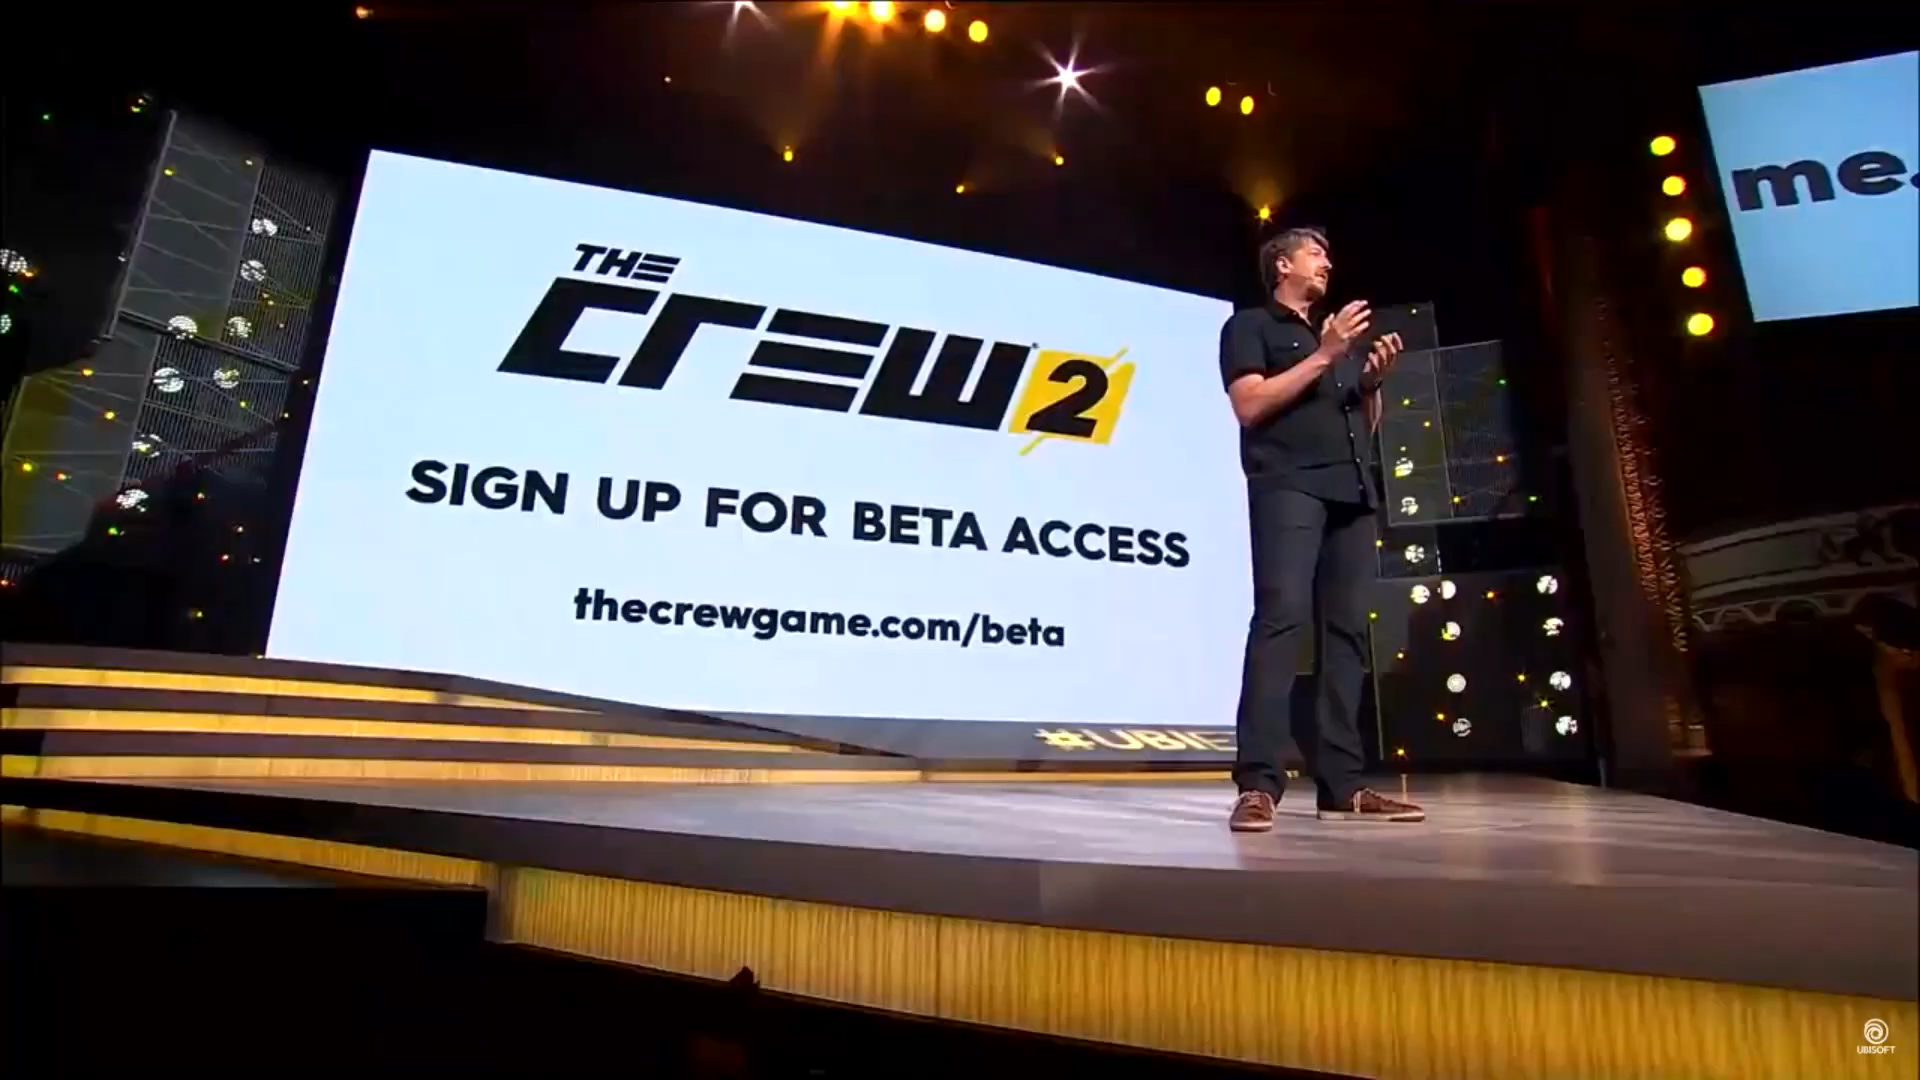 THE
CREW 2
SIGN UP FOR BETA ACCESS
thecrewgame.com/beta
me.
#UBIE
UBISOFT